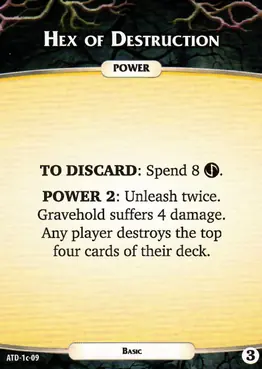 HEX OF DESTRUCTION
POWER
TO DISCARD: Spend 8 .
POWER 2: Unleash twice.
Gravehold suffers 4 damage.
Any player destroys the top
four cards of their deck.
ATD-1c-09
BASIC
3